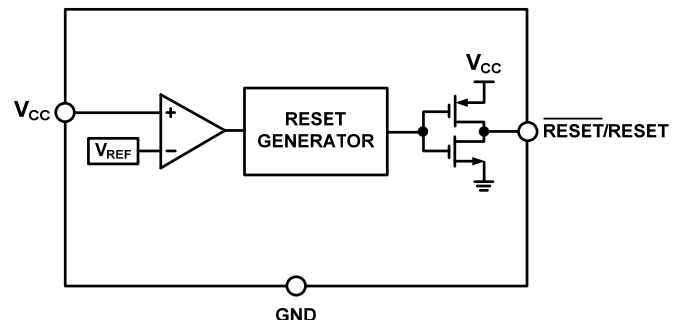 V_CC
V_CC
+
V_REF
−
RESET
GENERATOR
RESET/RESET
GND